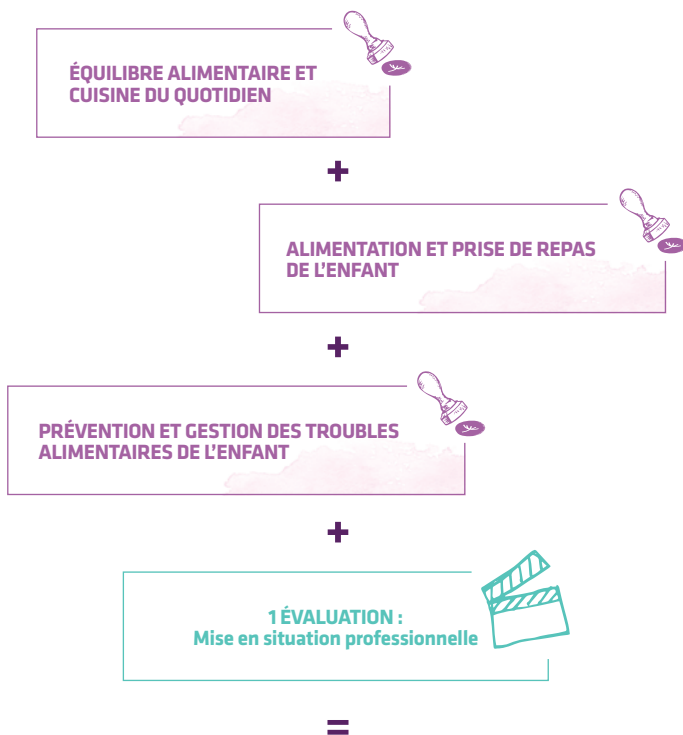 ÉQUILIBRE ALIMENTAIRE ET
CUISINE DU QUOTIDIEN
+
ALIMENTATION ET PRISE DE REPAS
DE L'ENFANT
+
PRÉVENTION ET GESTION DES TROUBLES
ALIMENTAIRES DE L'ENFANT
+
1 ÉVALUATION :
Mise en situation professionnelle
=